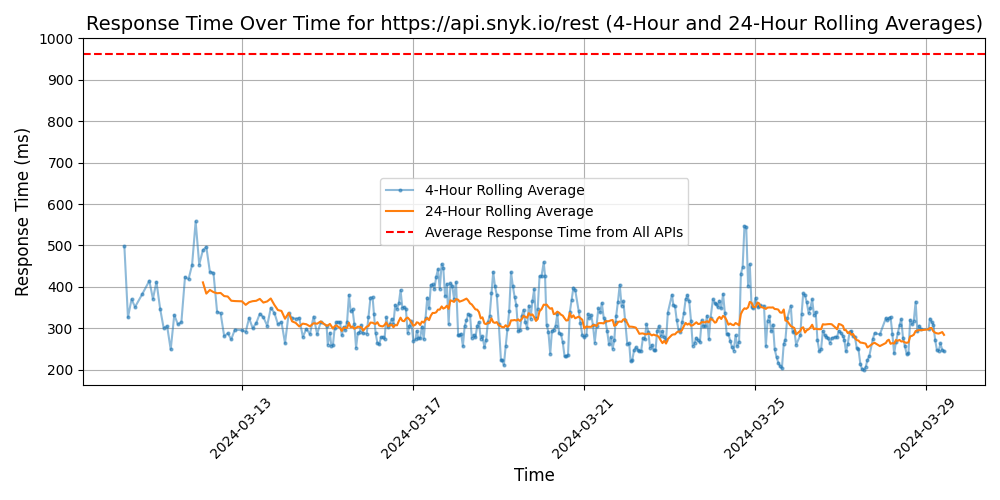 Response Time Over Time for https://api.snyk.io/rest (4-Hour and 24-Hour Rolling Averages)
1000
900
800
700
600
500
400
300
200
Response Time (ms)
4-Hour Rolling Average
24-Hour Rolling Average
Average Response Time from All APIs
2024-03-13
2024-03-17
2024-03-21
2024-03-25
2024-03-29
Time